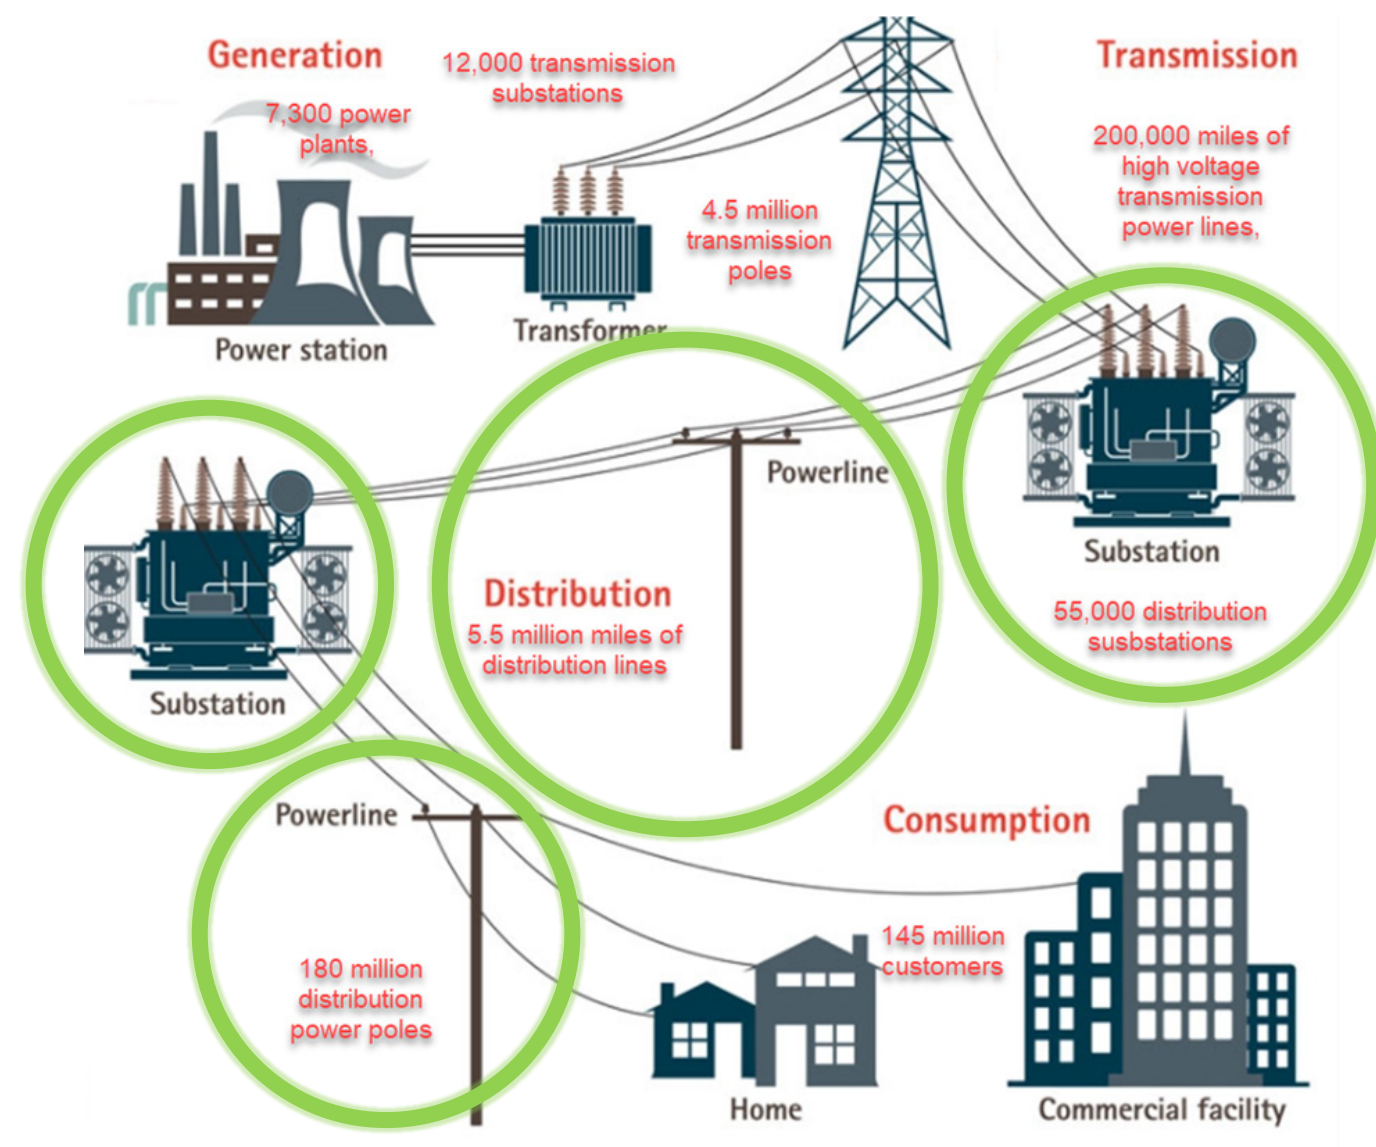 Generation
7,300 power
plants,
Power station
12,000 transmission
substations
Transformer
4.5 million
transmission
poles
Transmission
200,000 miles of
high voltage
transmission
power lines,
Substation
55,000 distribution
susbstations
Powerline
Distribution
5.5 million miles of
distribution lines
Substation
Powerline
180 million
distribution
power poles
Consumption
145 million
customers
Home
Commercial facility